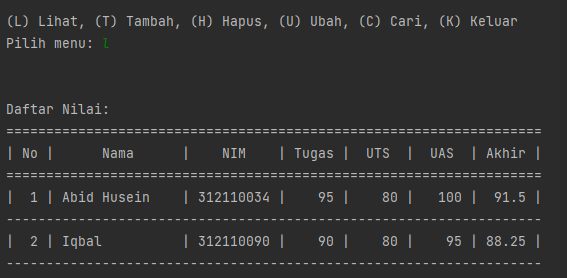 (L) Lihat, (T) Tambah, (H) Hapus, (U) Ubah, (C) Cari, (K) Keluar
Pilih menu: l
Daftar Nilai:
===================================================================
| No |      Nama      |    NIM    | Tugas |  UTS  |  UAS  | Akhir |
===================================================================
|  1 | Abid Husein    | 312110034 |    95 |    80 |   100 |  91.5 |
-------------------------------------------------------------------
|  2 | Iqbal          | 312110090 |    90 |    80 |    95 | 88.25 |
-------------------------------------------------------------------